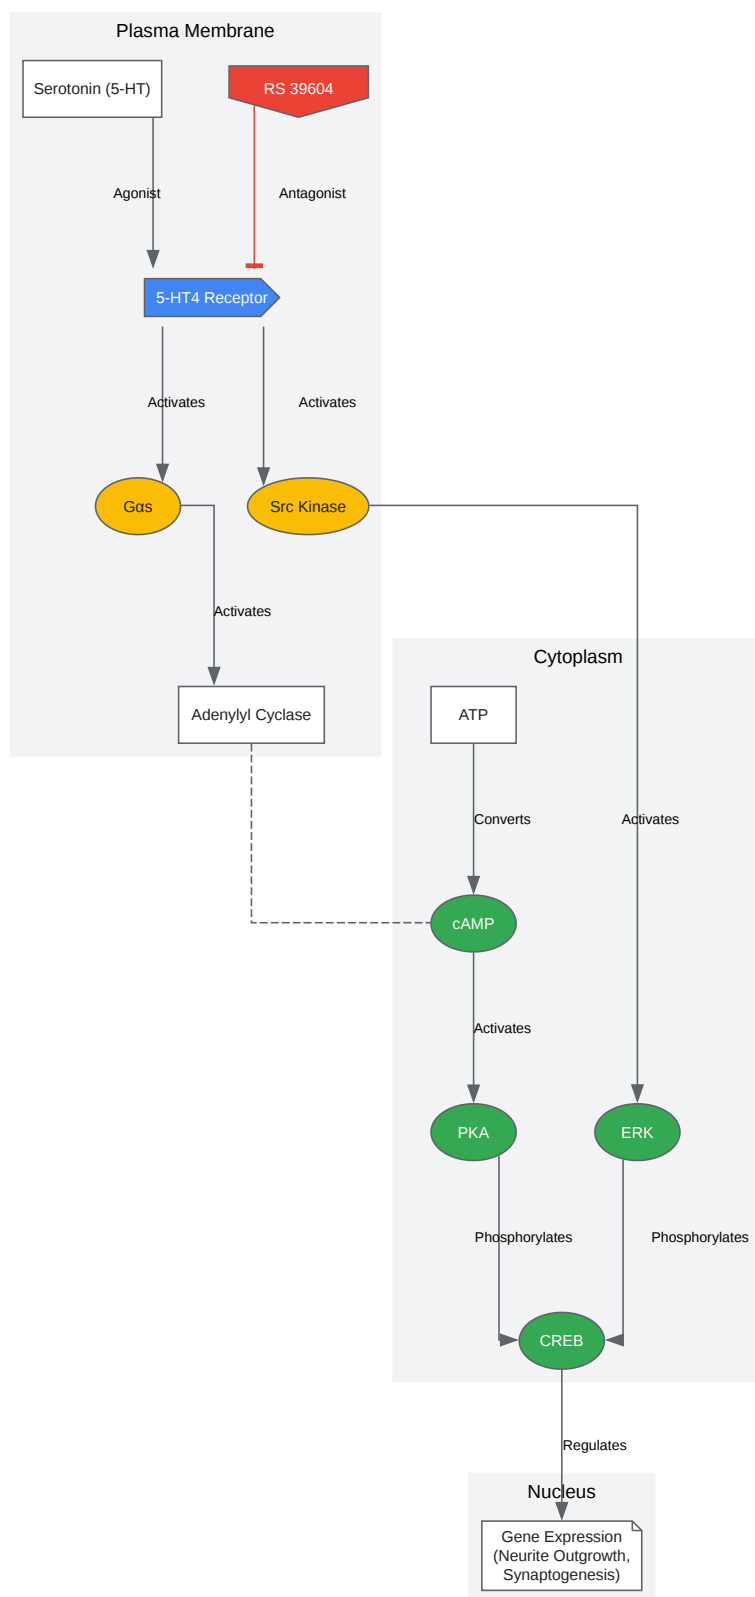 Plasma Membrane
Serotonin (5-HT)
RS 39604
Agonist
Antagonist
5-HT4 Receptor
Activates
Activates
Gαs
Src Kinase
Activates
Cytoplasm
Adenylyl Cyclase
ATP
Converts
Activates
cAMP
Activates
PKA
ERK
Phosphorylates
Phosphorylates
CREB
Regulates
Nucleus
Gene Expression
(Neurite Outgrowth,
Synaptogenesis)